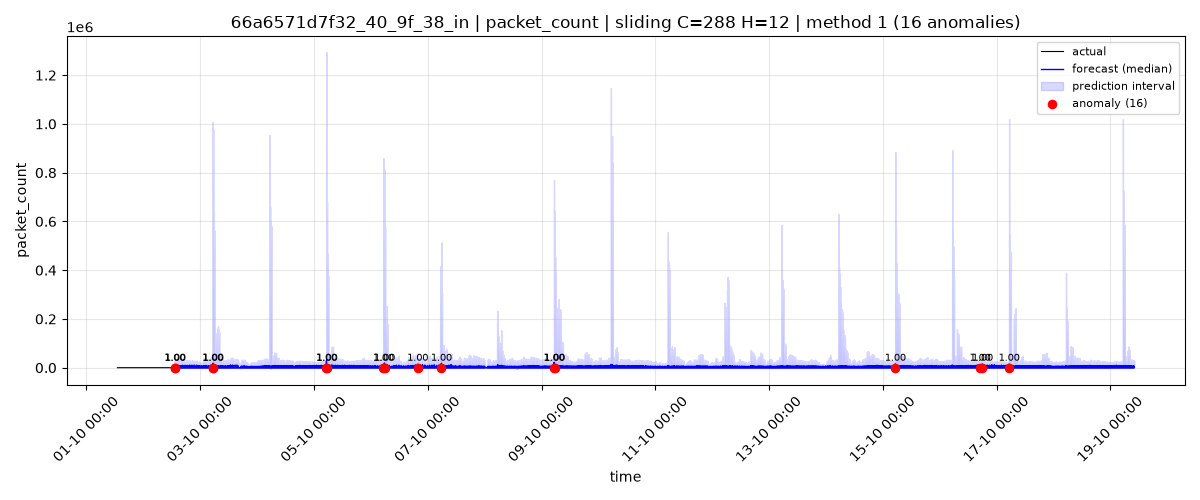 66a6571d7f32_40_9f_38_in | packet_count | sliding C=288 H=12 | method 1 (16 anomalies)
1e6
actual
forecast (median)
prediction interval
anomaly (16)
packet_count
1.2
1.0
0.8
0.6
0.4
0.2
0.0
1.00 1.00 1.00 1.00 1.00 1.00 1.00 1.00 1.00 1.00
01-10 00:00 03-10 00:00 05-10 00:00 07-10 00:00 09-10 00:00 11-10 00:00 13-10 00:00 15-10 00:00 17-10 00:00 19-10 00:00
time